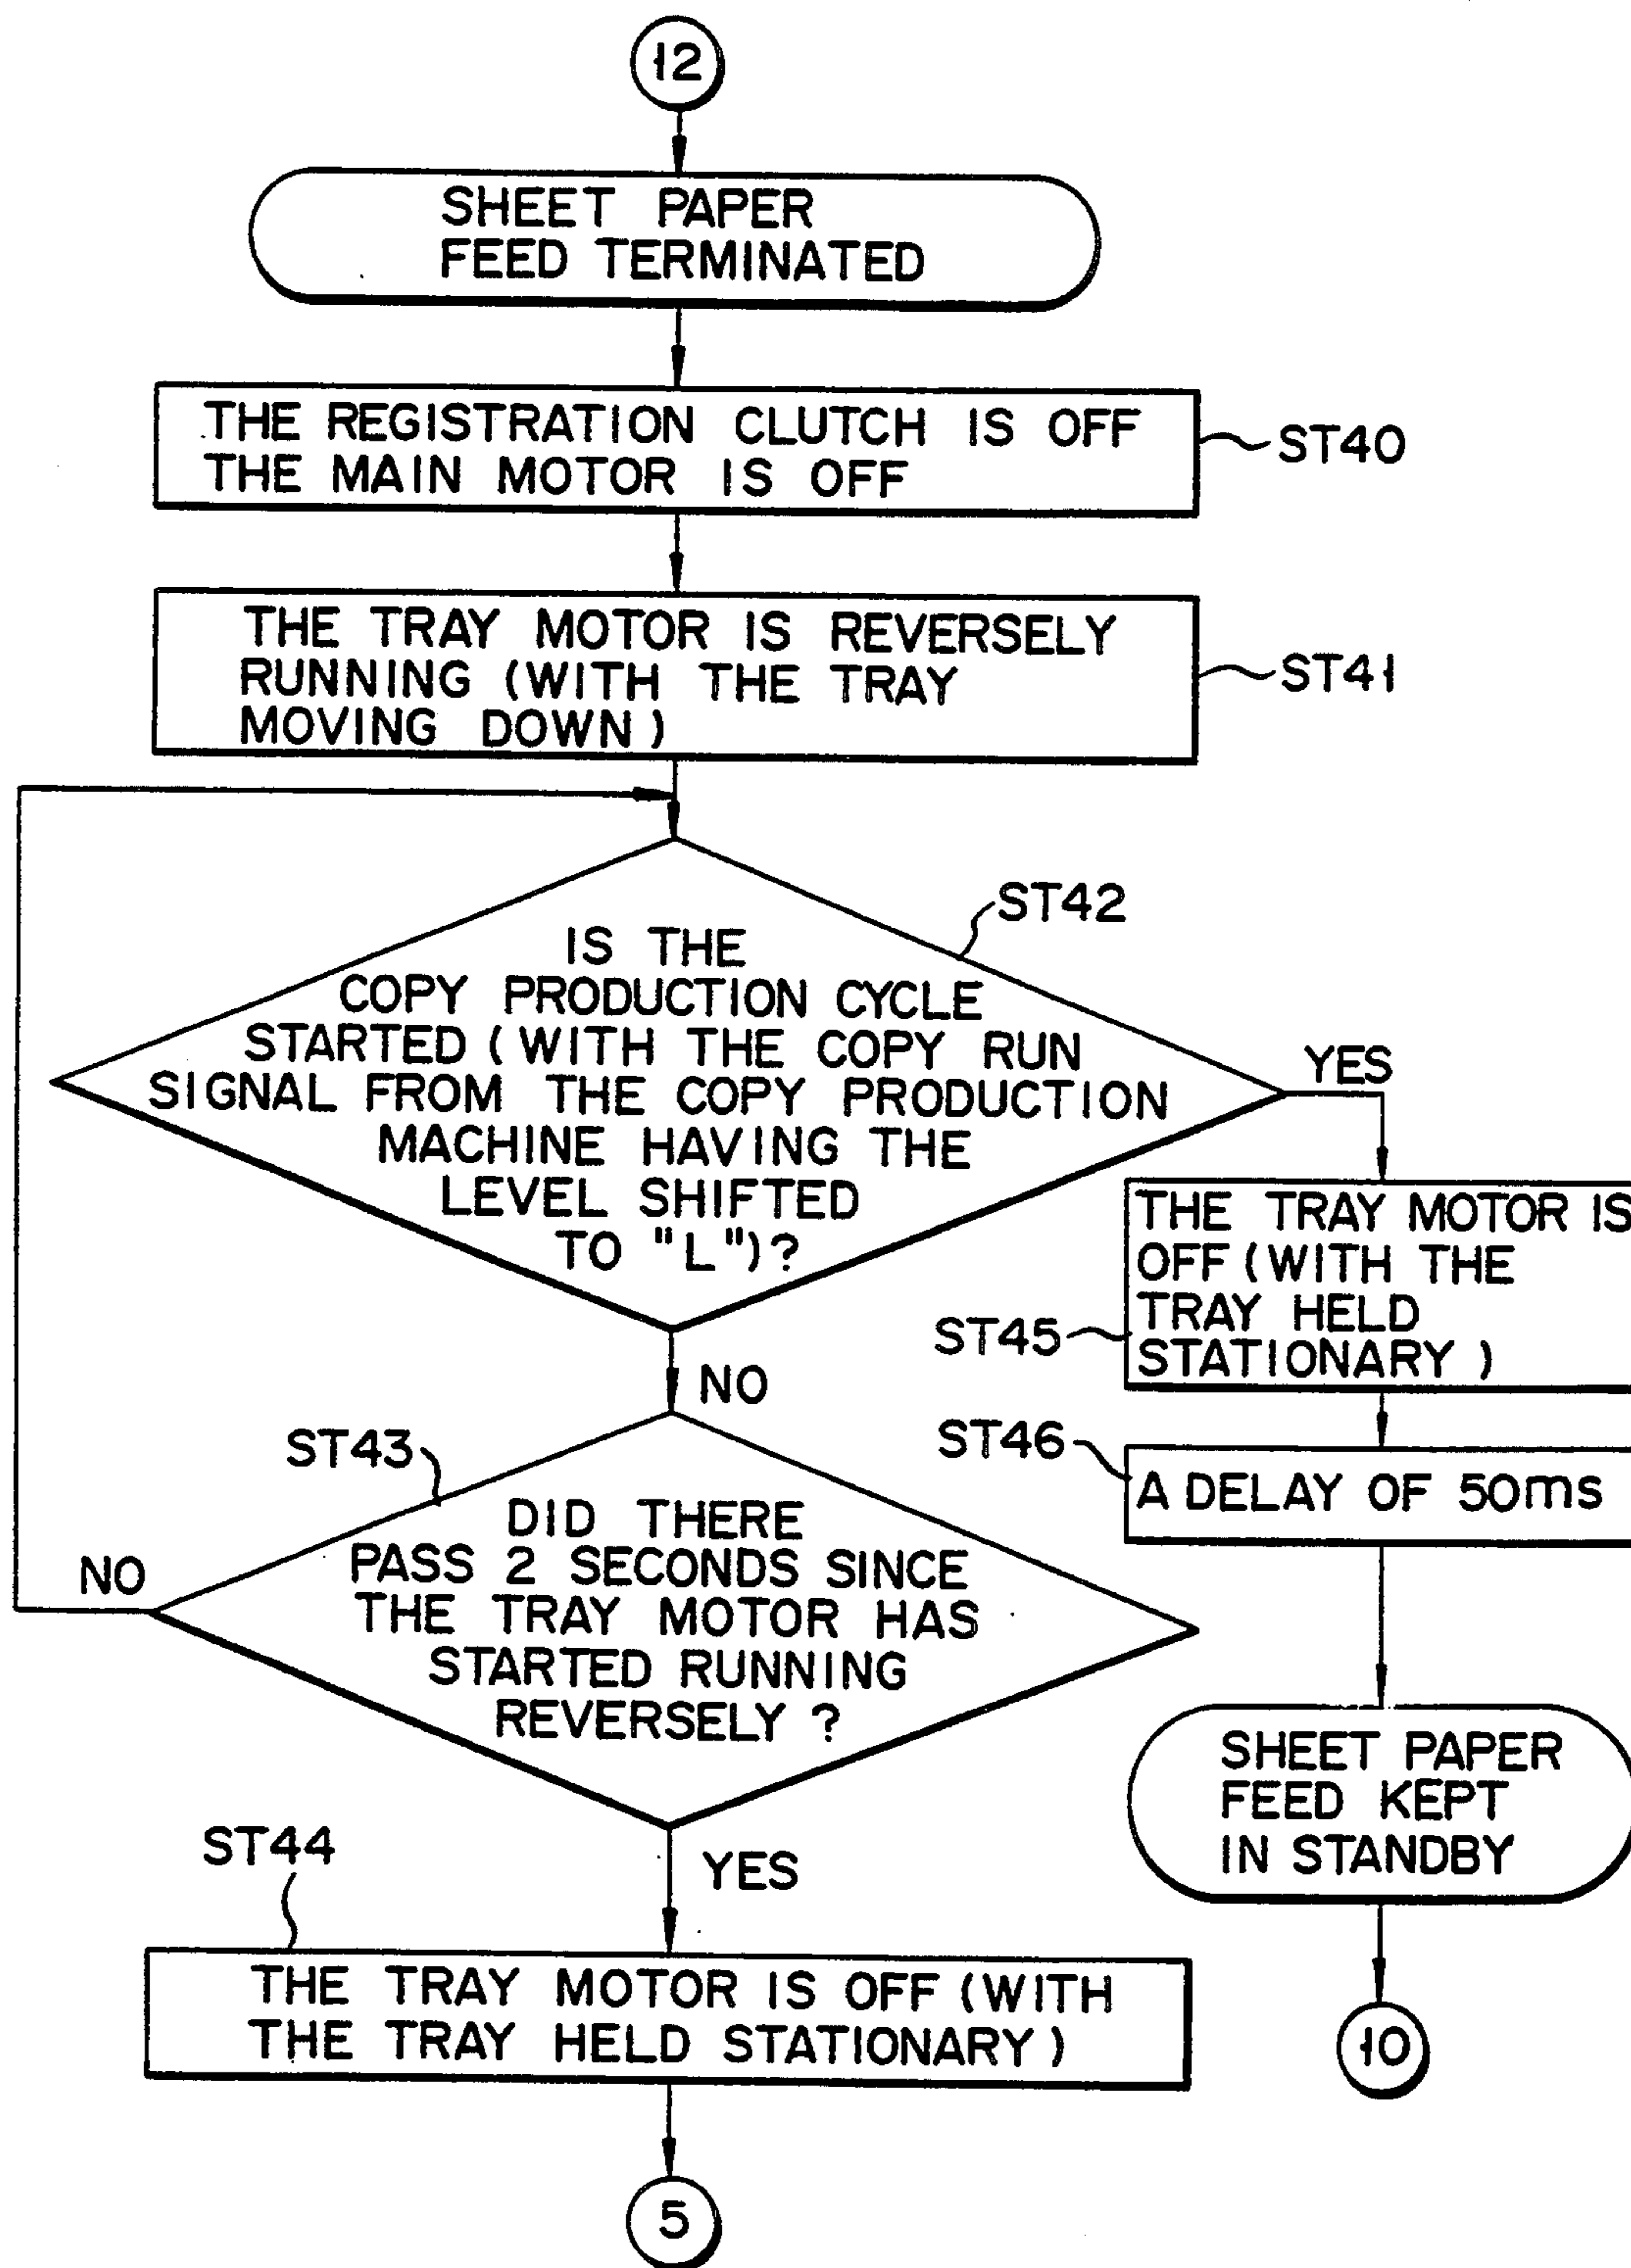 12
SHEET PAPER
FEED TERMINATED
THE REGISTRATION CLUTCH IS OFF
THE MAIN MOTOR IS OFF
ST40
THE TRAY MOTOR IS REVERSELY
RUNNING (WITH THE TRAY
MOVING DOWN)
ST41
ST42
IS THE
COPY PRODUCTION CYCLE
STARTED (WITH THE COPY RUN
SIGNAL FROM THE COPY PRODUCTION
MACHINE HAVING THE
LEVEL SHIFTED
TO "L")?
YES
NO
THE TRAY MOTOR IS
OFF (WITH THE
TRAY HELD
STATIONARY)
ST45
ST46
A DELAY OF 50ms
SHEET PAPER
FEED KEPT
IN STANDBY
10
ST43
DID THERE
PASS 2 SECONDS SINCE
THE TRAY MOTOR HAS
STARTED RUNNING
REVERSELY ?
NO
YES
ST44
THE TRAY MOTOR IS OFF (WITH
THE TRAY HELD STATIONARY)
5